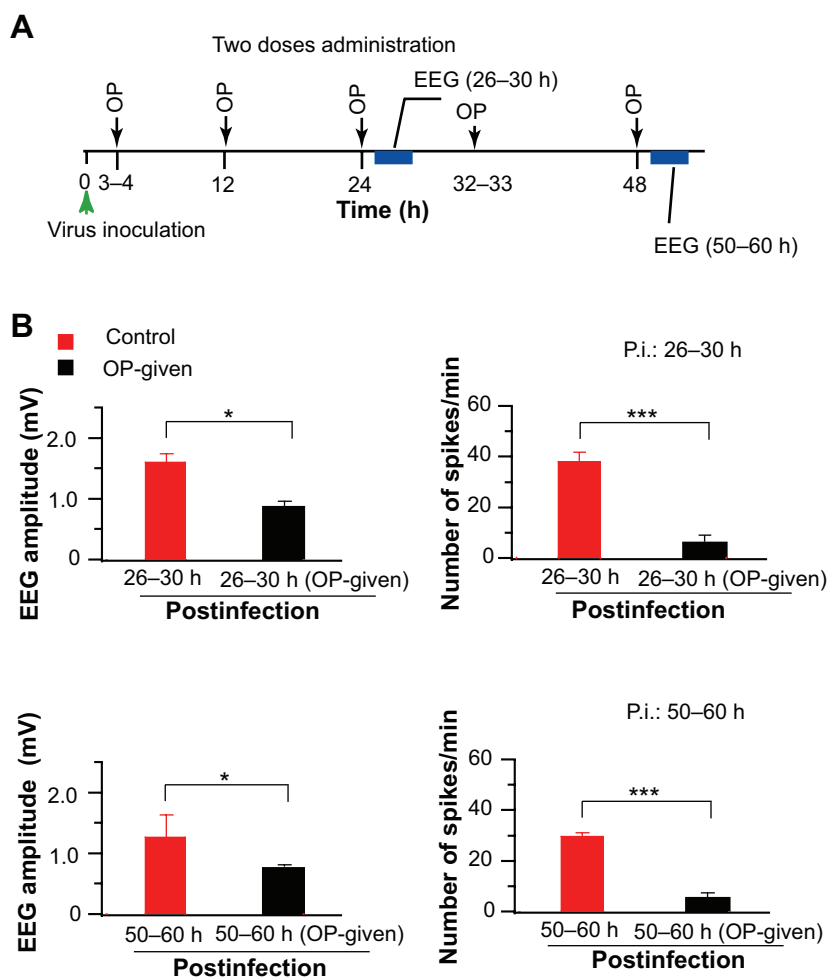 A
Two doses administration
EEG (26–30 h)
OP
OP
OP
OP
OP
0
3–4
12
24
32–33
48
Time (h)
Virus inoculation
EEG (50–60 h)
B
Control
OP-given
EEG amplitude (mV)
2.0
1.0
0
*
26–30 h
26–30 h (OP-given)
Postinfection
P.i.: 26–30 h
Number of spikes/min
60
40
20
0
***
26–30 h
26–30 h (OP-given)
Postinfection
EEG amplitude (mV)
2.0
1.0
0
*
50–60 h
50–60 h (OP-given)
Postinfection
P.i.: 50–60 h
Number of spikes/min
60
30
20
0
***
50–60 h
50–60 h (OP-given)
Postinfection